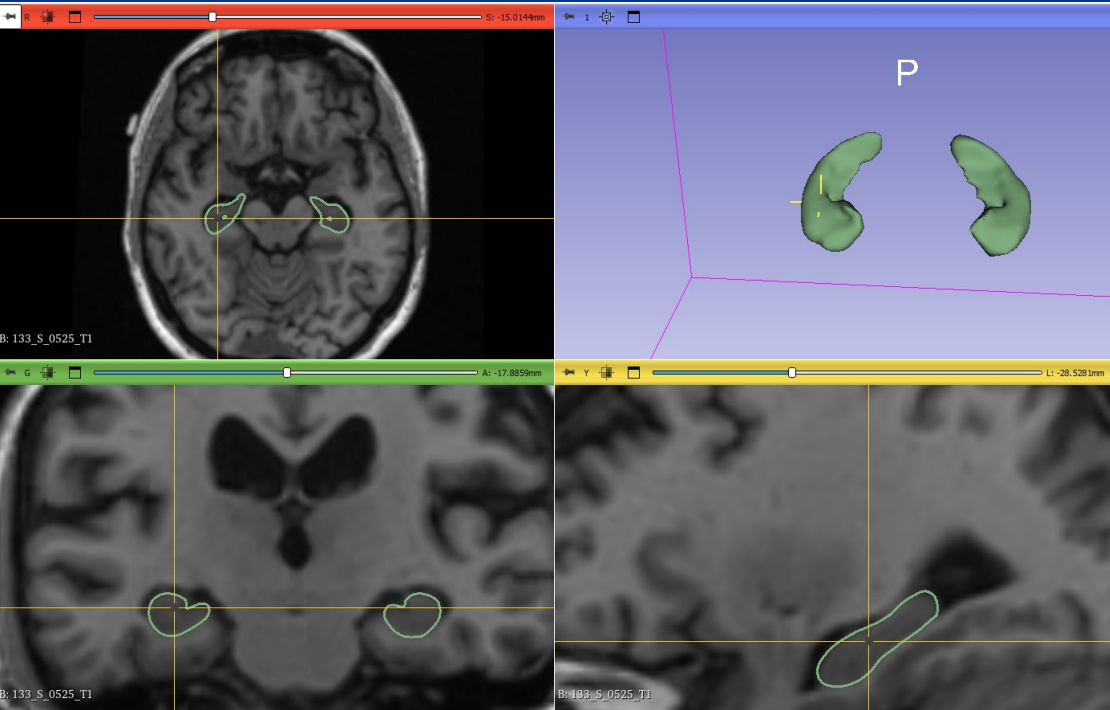 R S: -15.0144mm
1
P
B: 133_S_0525_T1
G A: -17.8859mm
Y L: -28.5281mm
B: 133_S_0525_T1
B: 133_S_0525_T1